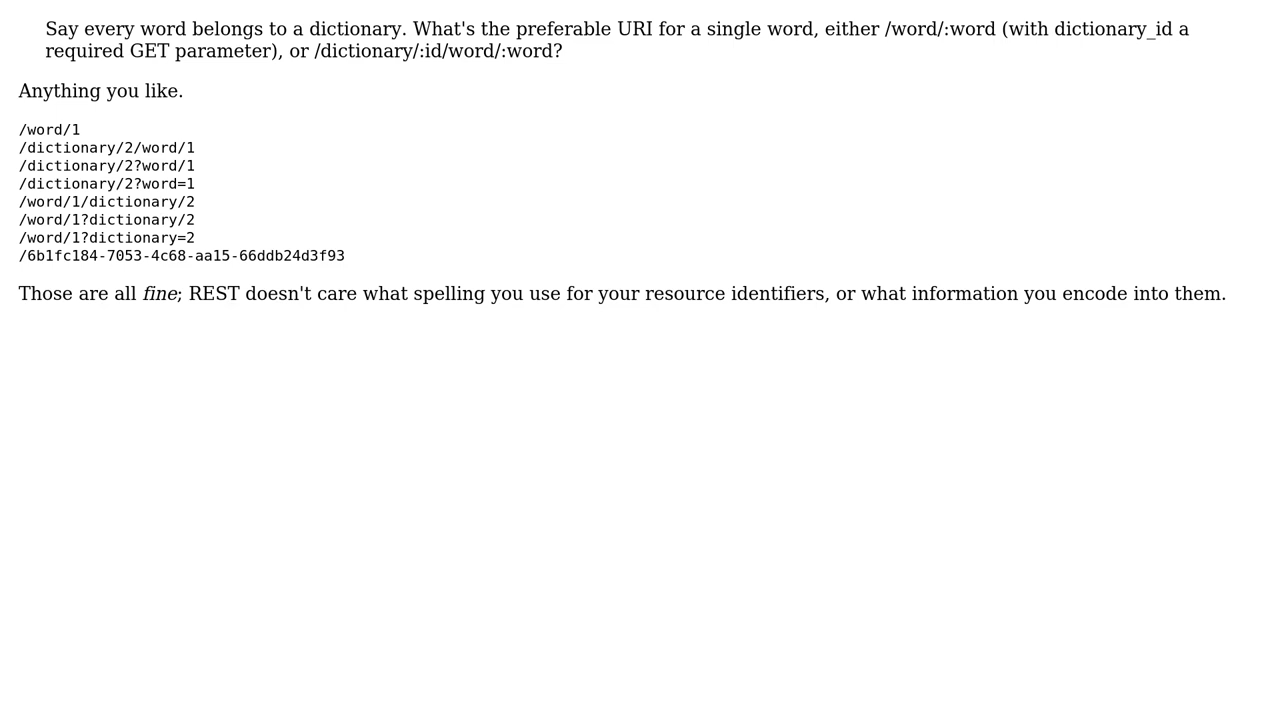 Say every word belongs to a dictionary. What's the preferable URI for a single word, either /word/:word (with dictionary_id a
required GET parameter), or /dictionary/:id/word/:word?
Anything you like.
/word/1
/dictionary/2/word/1
/dictionary/2?word/1
/dictionary/2?word=1
/word/1/dictionary/2
/word/1?dictionary/2
/word/1?dictionary=2
/6b1fc184-7053-4c68-aa15-66ddb24d3f93
Those are all fine; REST doesn't care what spelling you use for your resource identifiers, or what information you encode into them.